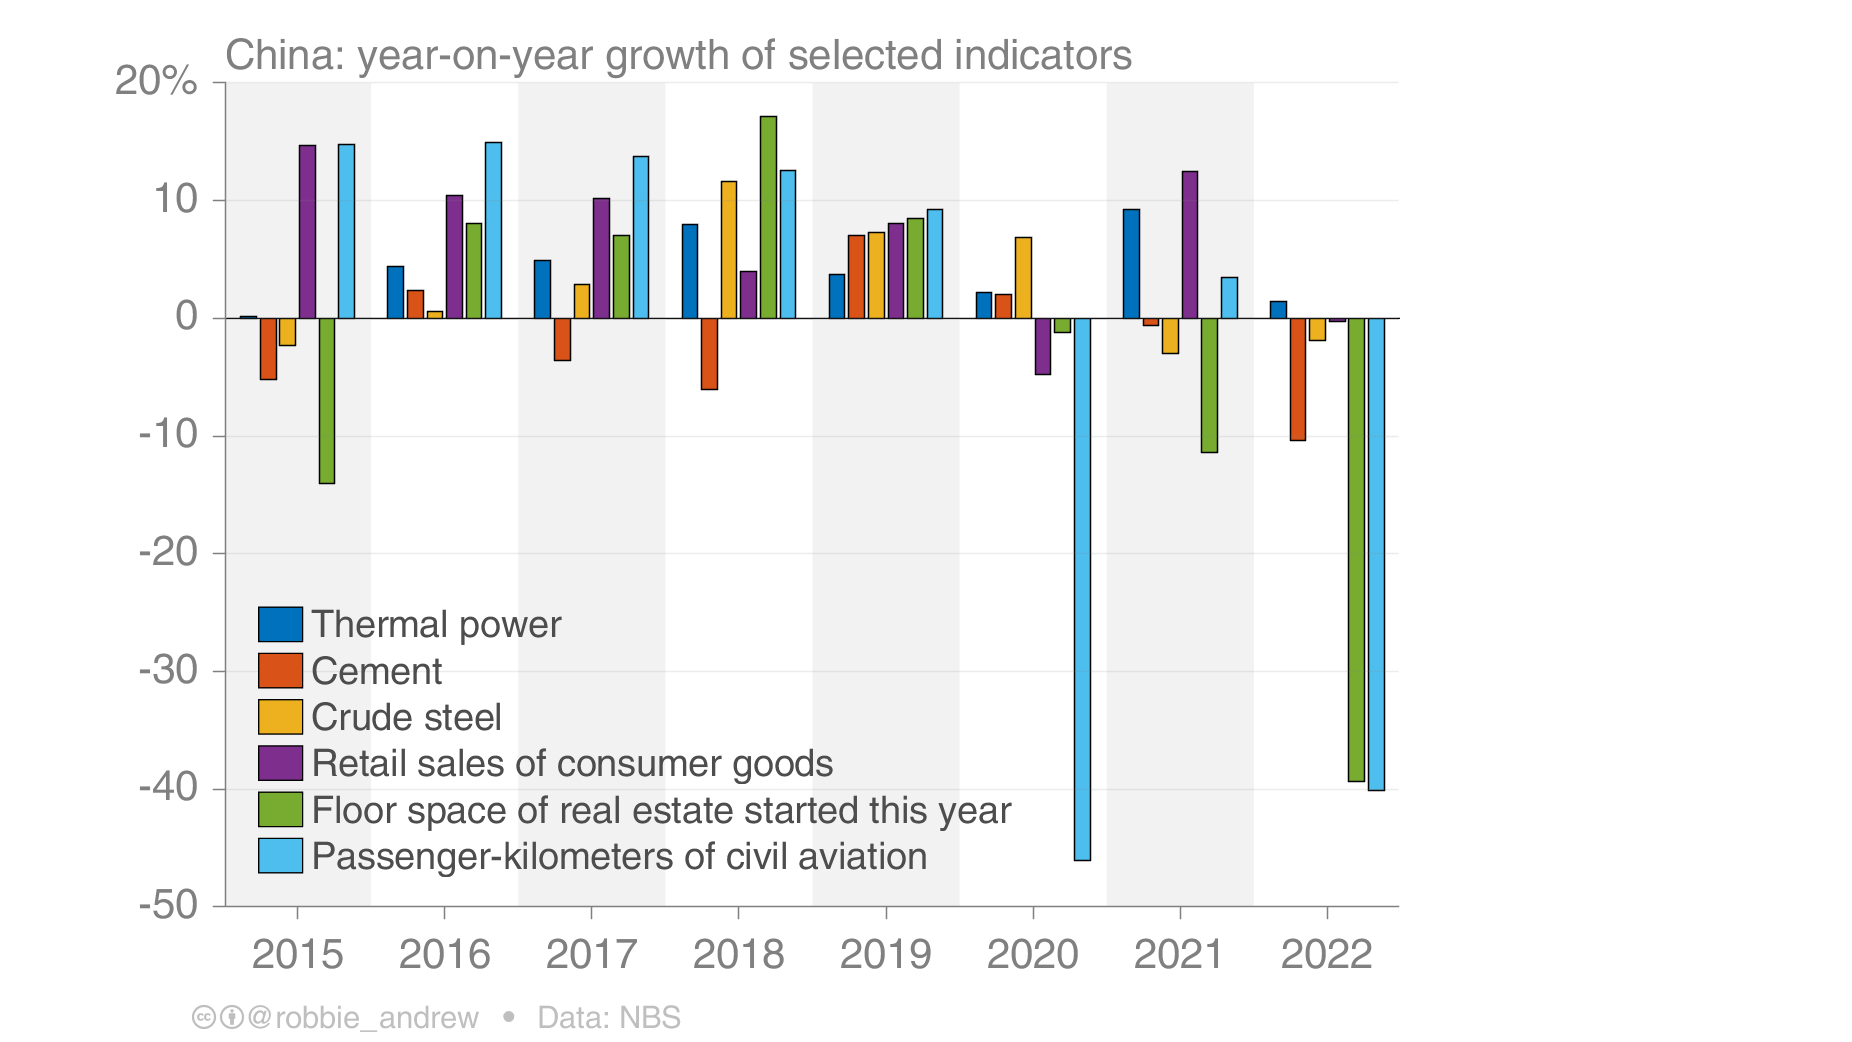 China: year-on-year growth of selected indicators
20%
10
0
-10
-20
-30
-40
-50
Thermal power
Cement
Crude steel
Retail sales of consumer goods
Floor space of real estate started this year
Passenger-kilometers of civil aviation
2015 2016 2017 2018 2019 2020 2021 2022
cc @robbie_andrew • Data: NBS